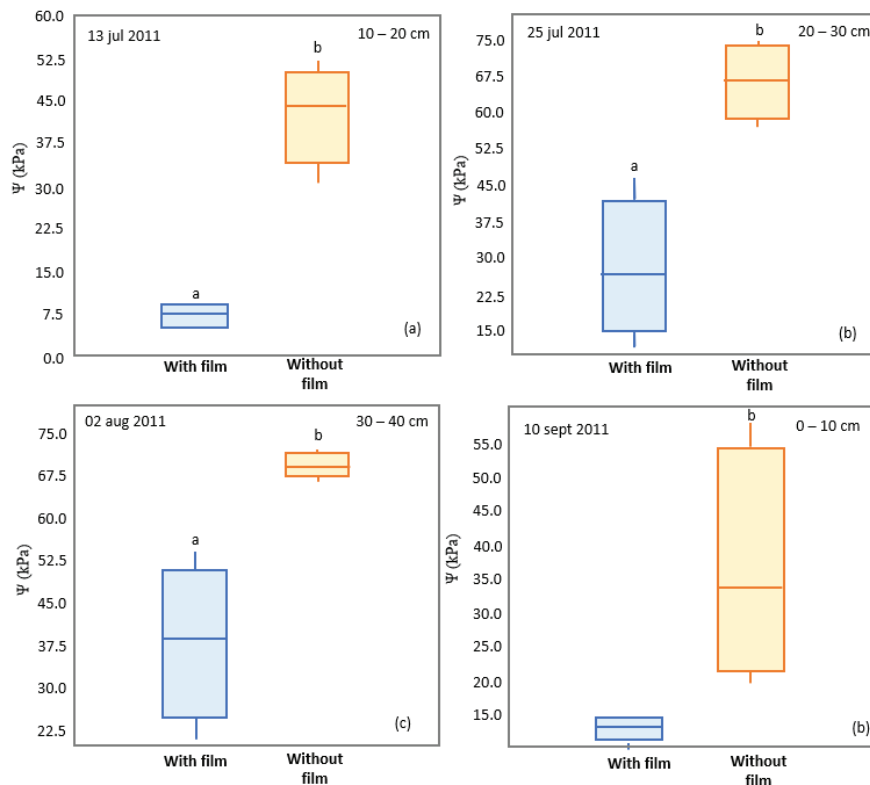 13 jul 2011
10 – 20 cm
60.0
52.5
45.0
37.5
30.0
22.5
15.0
7.5
0.0
Ψ (kPa)
a
b
(a)
With film
Without
film
25 jul 2011
20 – 30 cm
75.0
67.5
60.0
52.5
45.0
37.5
30.0
22.5
15.0
Ψ (kPa)
a
b
(b)
With film
Without
film
02 aug 2011
30 – 40 cm
75.0
67.5
60.0
52.5
45.0
37.5
30.0
22.5
Ψ (kPa)
a
b
(c)
With film
Without
film
10 sept 2011
0 – 10 cm
55.0
50.0
45.0
40.0
35.0
30.0
25.0
20.0
15.0
Ψ (kPa)
b
(b)
With film
Without
film